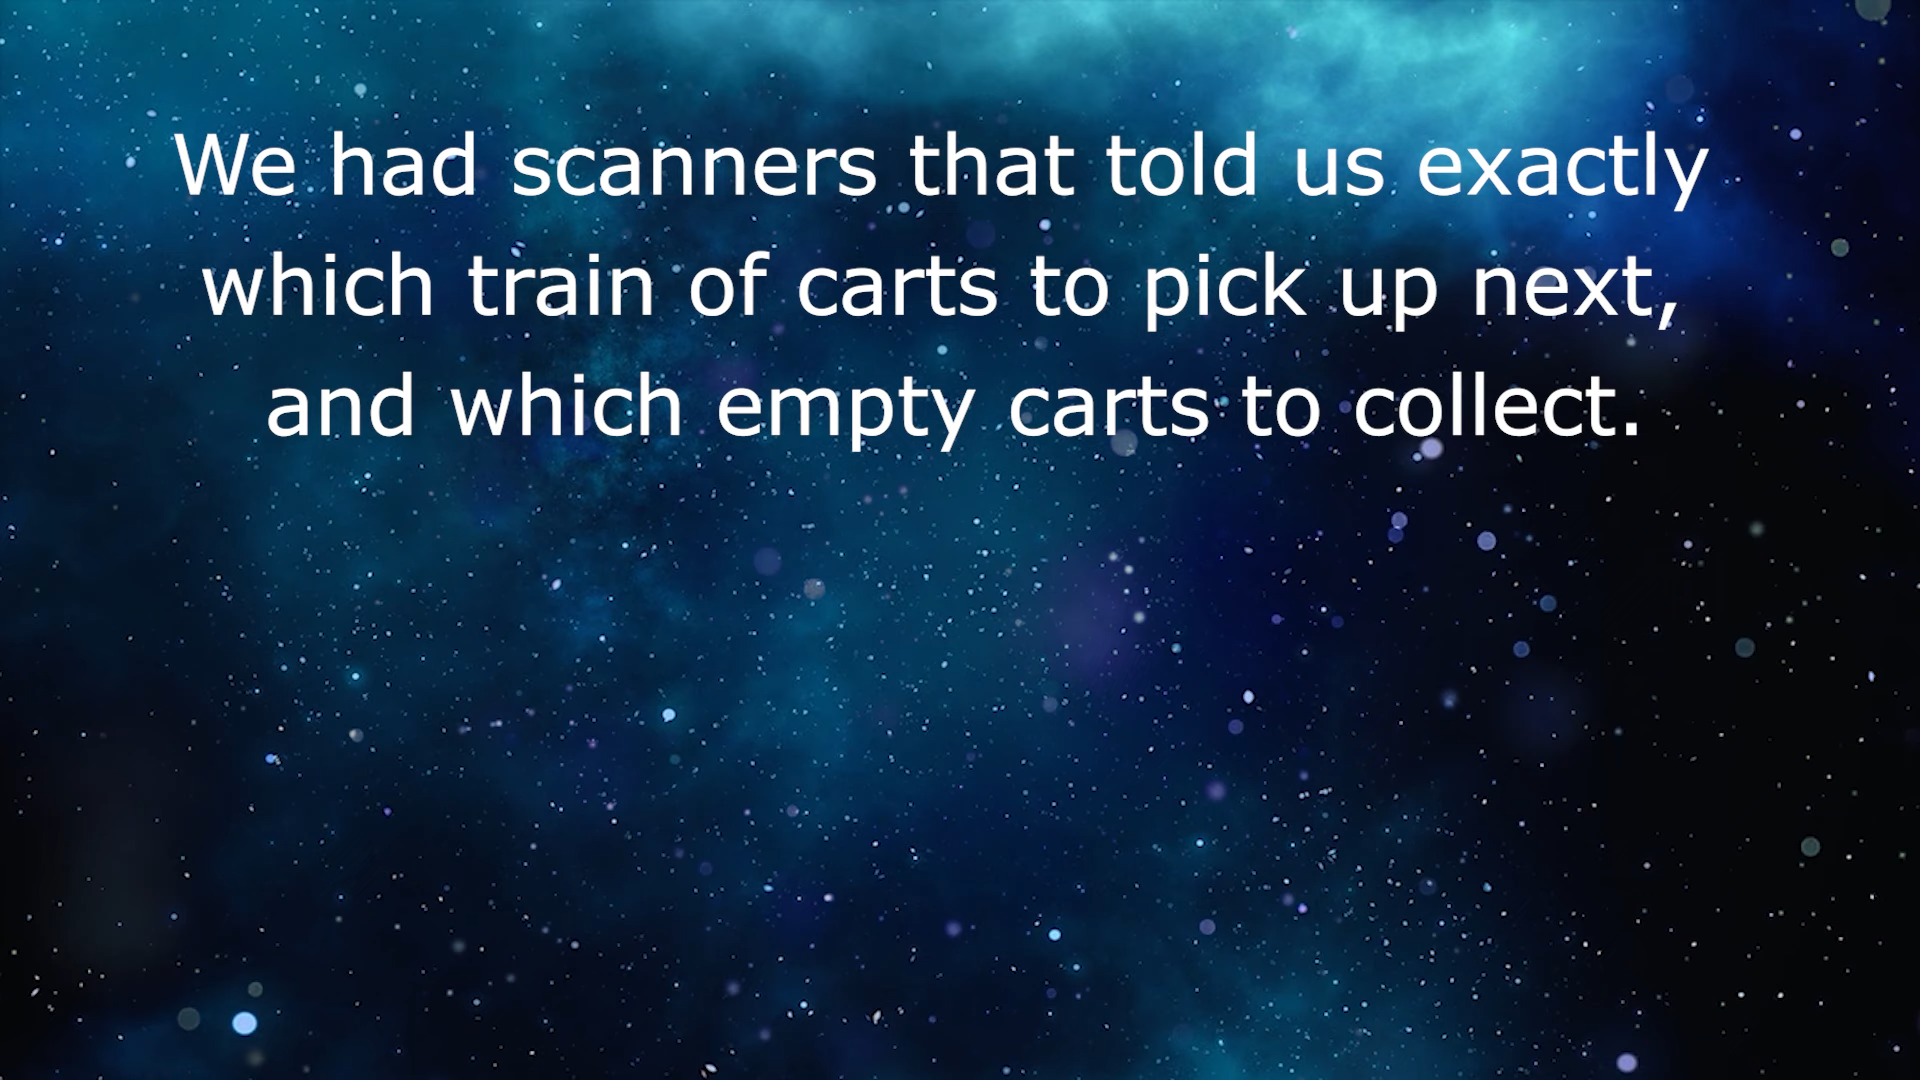 We had scanners that told us exactly
which train of carts to pick up next,
and which empty carts to collect.